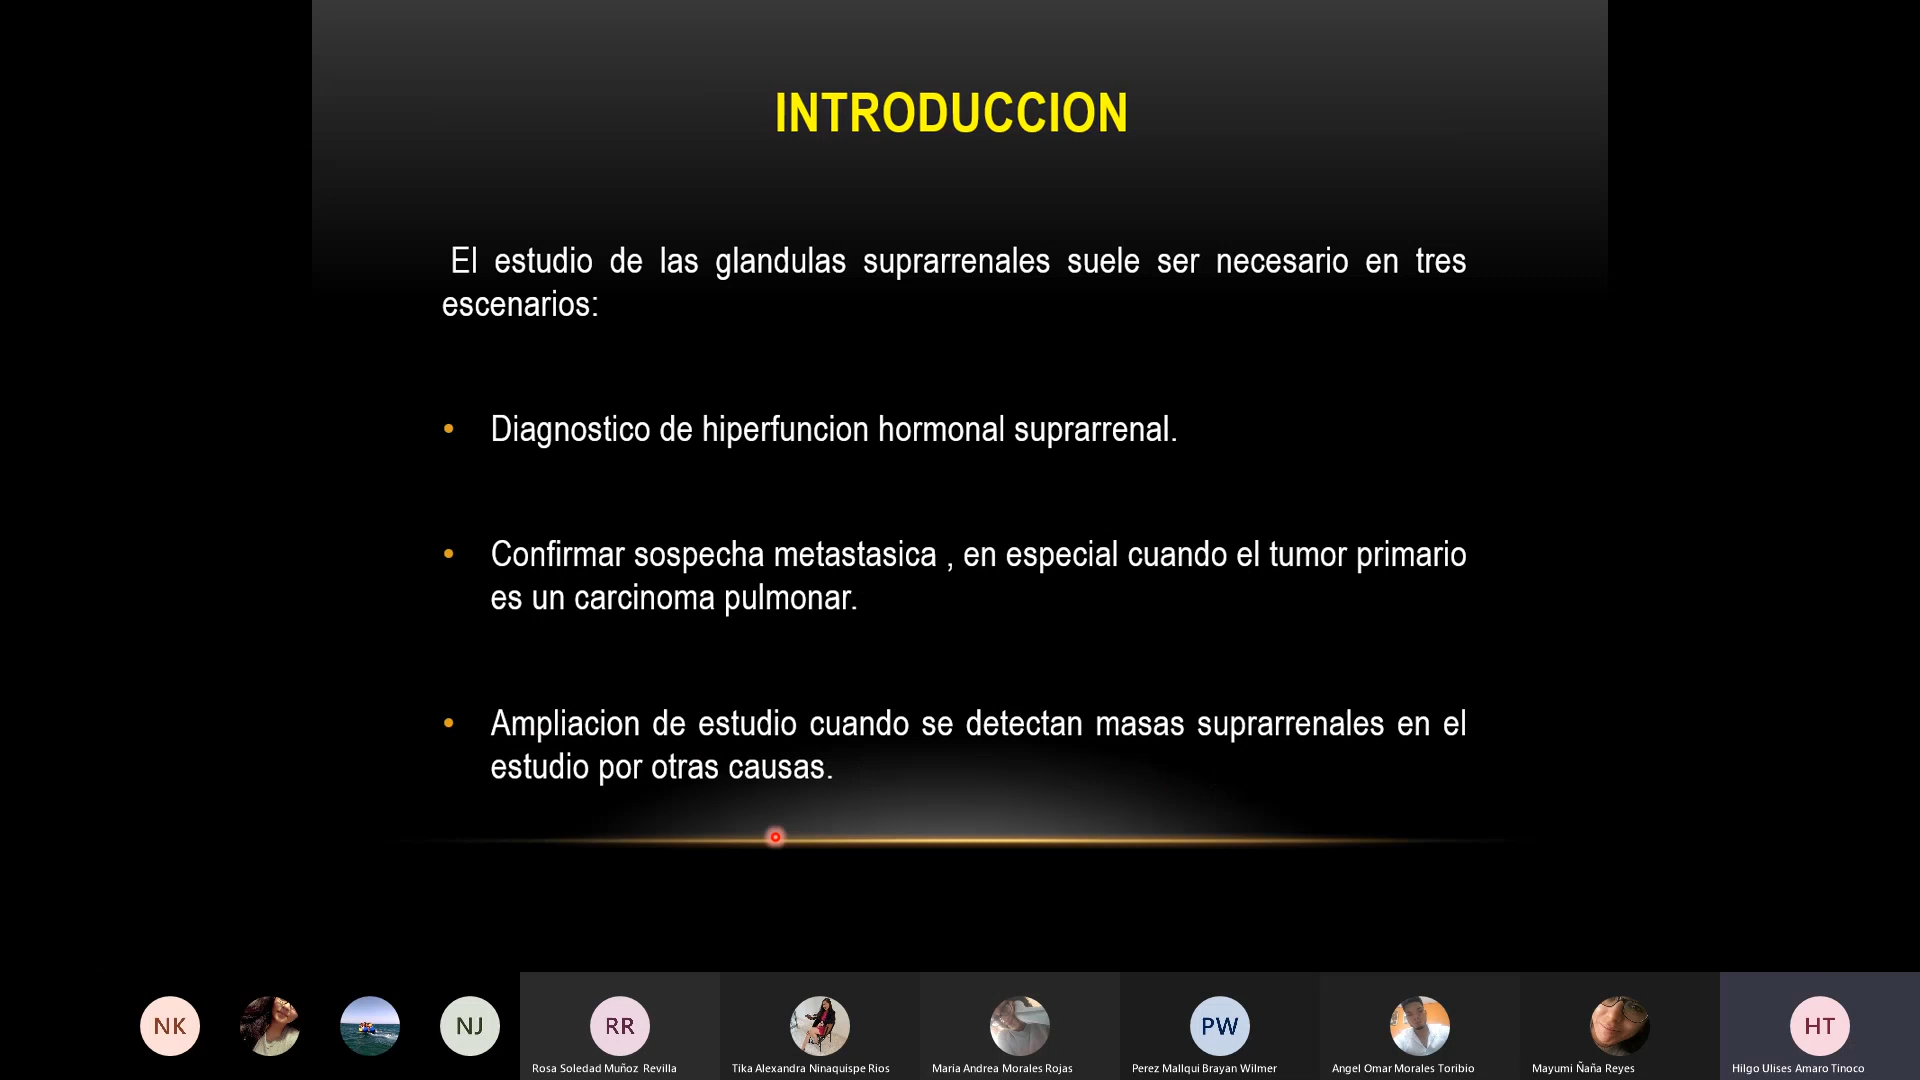 INTRODUCCION
El estudio de las glandulas suprarrenales suele ser necesario en tres
escenarios:
• Diagnostico de hiperfuncion hormonal suprarrenal.
• Confirmar sospecha metastasica , en especial cuando el tumor primario
es un carcinoma pulmonar.
• Ampliacion de estudio cuando se detectan masas suprarrenales en el
estudio por otras causas.
NK
NJ
RR
PW
HT
Rosa Soledad Muñoz Revilla
Tika Alexandra Ninaquispe Rios
Maria Andrea Morales Rojas
Perez Mallqui Brayan Wilmer
Angel Omar Morales Toribio
Mayumi Ñaña Reyes
Hilgo Ulises Amaro Tinoco